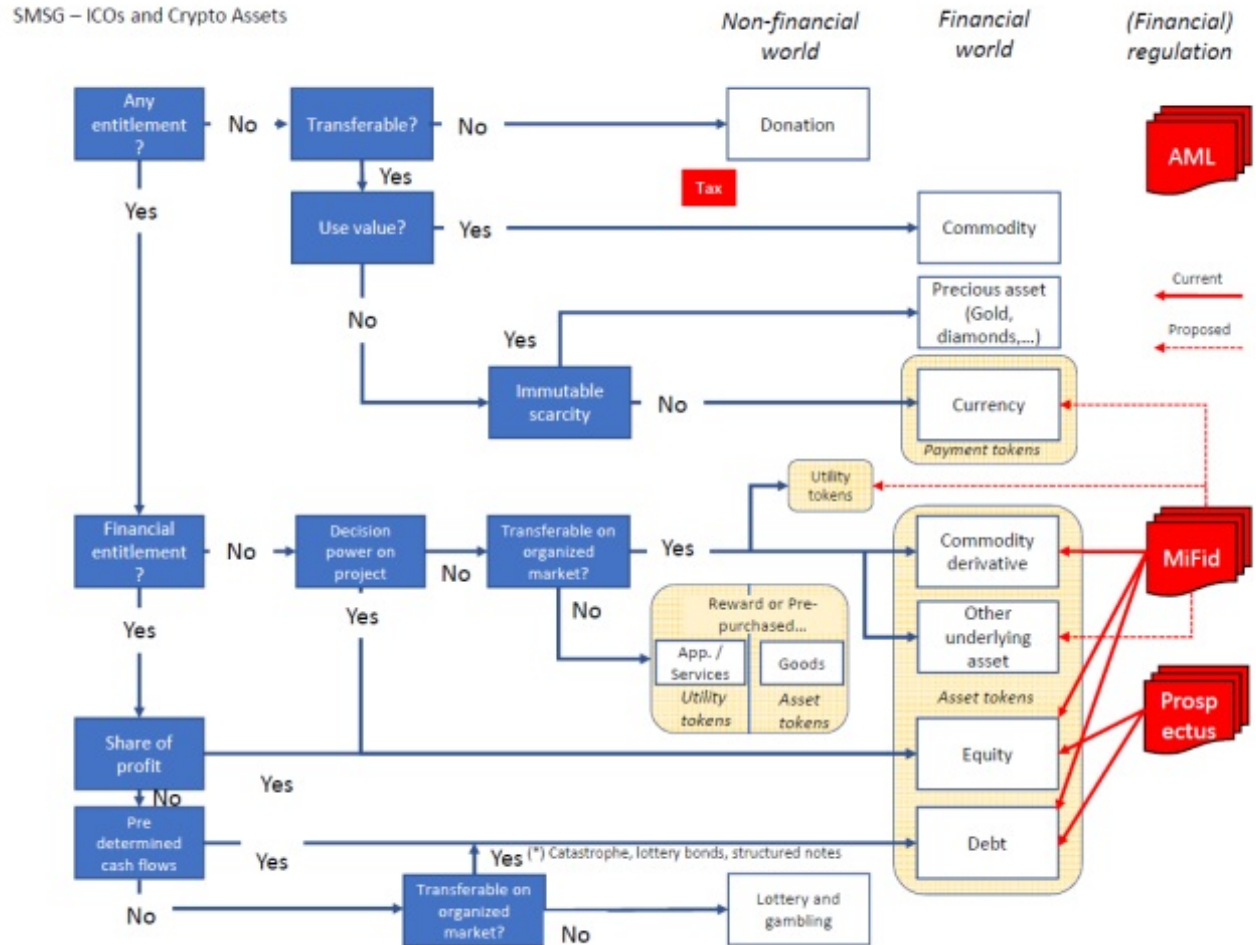 SMSG – ICOs and Crypto Assets
Non-financial
world
Financial
world
(Financial)
regulation
Any
entitlement
?
No
Transferable?
No
Donation
AML
Yes
Yes
Tax
Use value?
Yes
Commodity
Current
No
Precious asset
(Gold,
diamonds,...)
Yes
Proposed
Immutable
scarcity
No
Currency
Payment tokens
Utility
tokens
Financial
entitlement
?
No
Decision
power on
project
No
Transferable on
organized
market?
Yes
Commodity
derivative
MiFid
Yes
No
Reward or Pre-
purchased...
App. /
Services
Goods
Utility
tokens
Asset
tokens
Other
underlying
asset
Asset tokens
Prosp
ectus
Share of
profit
Yes
Yes
Equity
No
Pre
determined
cash flows
Yes
Yes
(*) Catastrophe, lottery bonds, structured notes
Debt
No
Transferable on
organized
market?
No
Lottery and
gambling